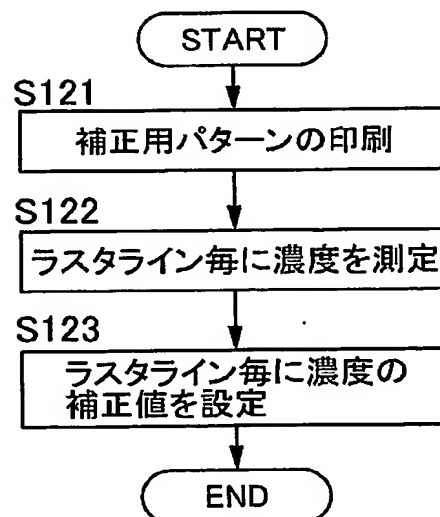 START
S121
補正用パターンの印刷
S122
ラスタライン毎に濃度を測定
S123
ラスタライン毎に濃度の
補正値を設定
END